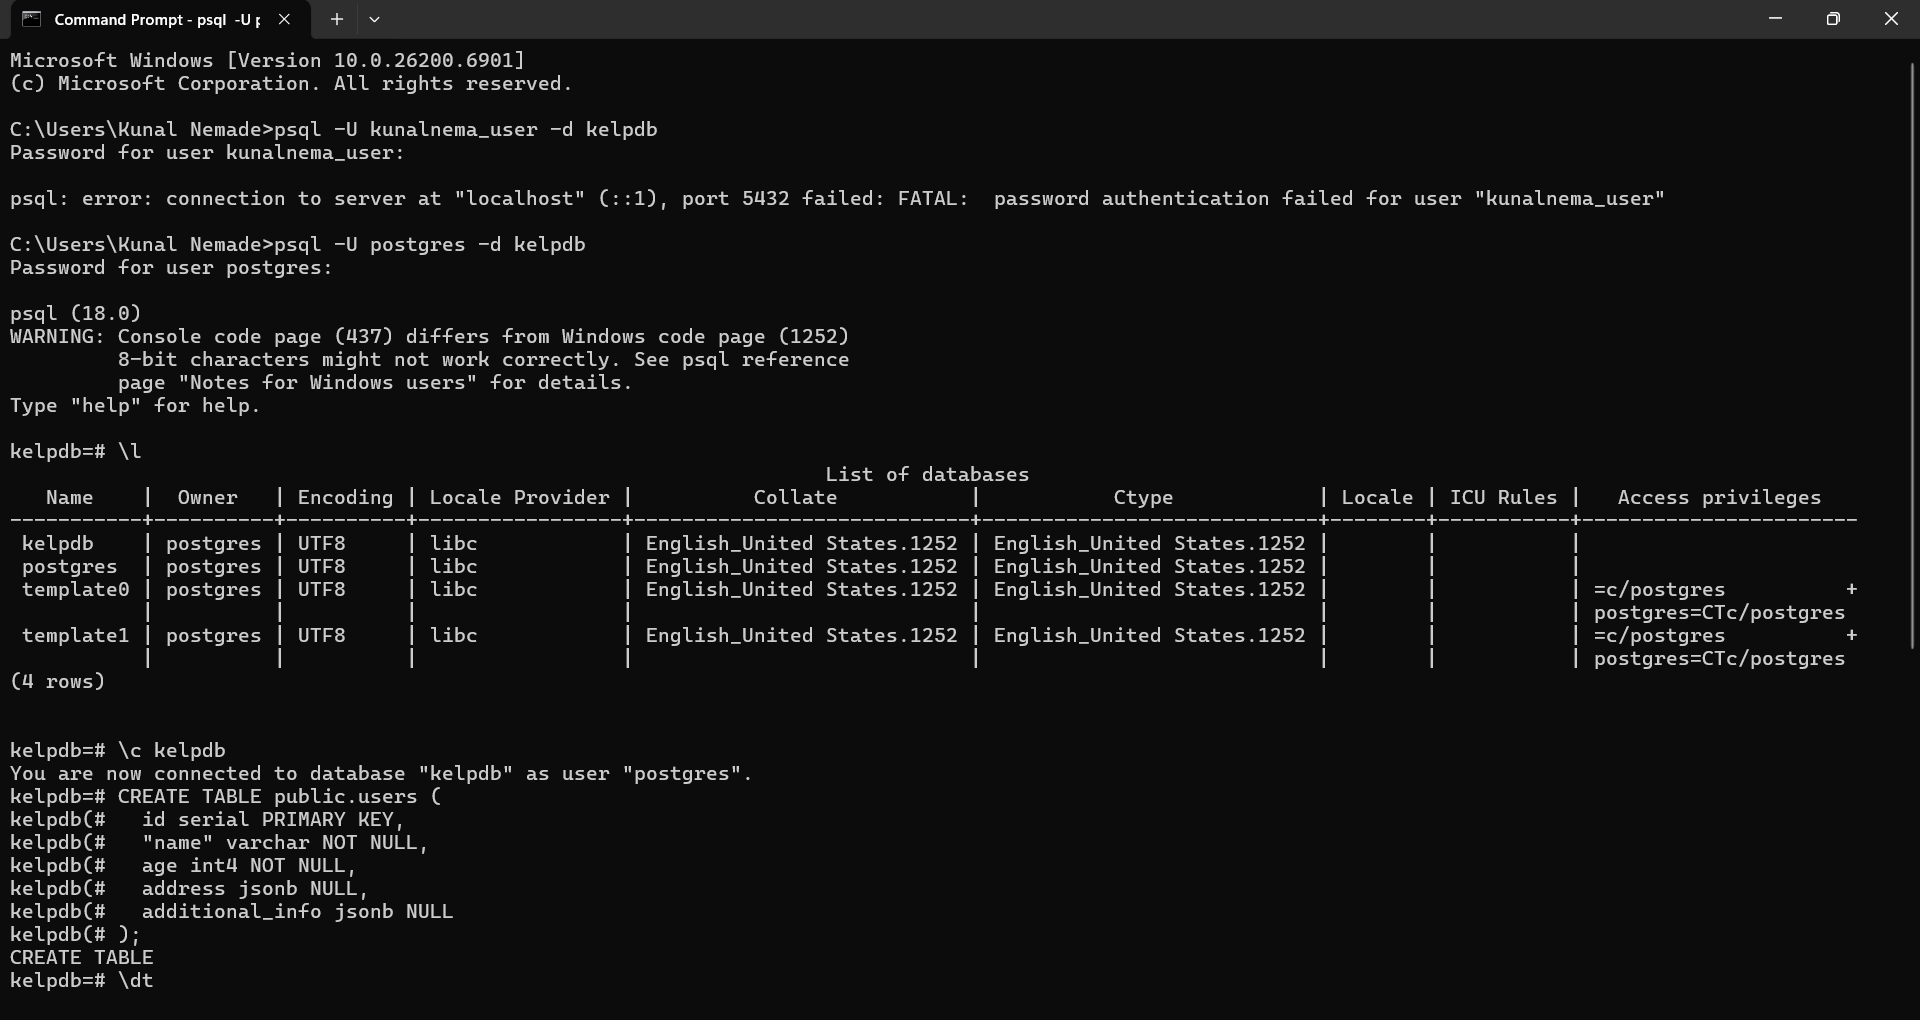 Command Prompt - psql  -U p
Microsoft Windows [Version 10.0.26200.6901]
(c) Microsoft Corporation. All rights reserved.
C:\Users\Kunal Nemade>psql -U kunalnema_user -d kelpdb
Password for user kunalnema_user:
psql: error: connection to server at "localhost" (::1), port 5432 failed: FATAL:  password authentication failed for user "kunalnema_user"
C:\Users\Kunal Nemade>psql -U postgres -d kelpdb
Password for user postgres:
psql (18.0)
WARNING: Console code page (437) differs from Windows code page (1252)
         8-bit characters might not work correctly. See psql reference
         page "Notes for Windows users" for details.
Type "help" for help.
kelpdb=# \l
                                                                    List of databases
   Name    |  Owner   | Encoding | Locale Provider |          Collate           |           Ctype            | Locale | ICU Rules |   Access privileges
-----------+----------+----------+-----------------+----------------------------+----------------------------+--------+-----------+-----------------------
 kelpdb    | postgres | UTF8     | libc            | English_United States.1252 | English_United States.1252 |        |           |
 postgres  | postgres | UTF8     | libc            | English_United States.1252 | English_United States.1252 |        |           |
 template0 | postgres | UTF8     | libc            | English_United States.1252 | English_United States.1252 |        |           | =c/postgres          +
           |          |          |                 |                            |                            |        |           | postgres=CTc/postgres
 template1 | postgres | UTF8     | libc            | English_United States.1252 | English_United States.1252 |        |           | =c/postgres          +
           |          |          |                 |                            |                            |        |           | postgres=CTc/postgres
(4 rows)
kelpdb=# \c kelpdb
You are now connected to database "kelpdb" as user "postgres".
kelpdb=# CREATE TABLE public.users (
kelpdb(#   id serial PRIMARY KEY,
kelpdb(#   "name" varchar NOT NULL,
kelpdb(#   age int4 NOT NULL,
kelpdb(#   address jsonb NULL,
kelpdb(#   additional_info jsonb NULL
kelpdb(# );
CREATE TABLE
kelpdb=# \dt